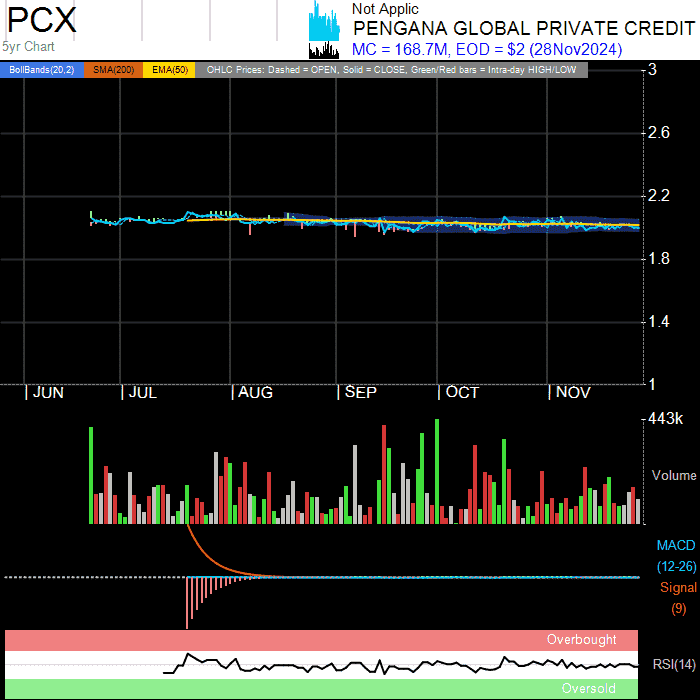 PCX
5yr Chart
Not Applic
PENGANA GLOBAL PRIVATE CREDIT
MC = 168.7M, EOD = $2 (28Nov2024)
BollBands(20,2) SMA(200) EMA(50) OHLC Prices: Dashed = OPEN, Solid = CLOSE, Green/Red bars = Intra-day HIGH/LOW
3
2.6
2.2
1.8
1.4
1
JUN JUL AUG SEP OCT NOV
443k
Volume
MACD
(12-26)
Signal
(9)
Overbought
RSI(14)
Oversold